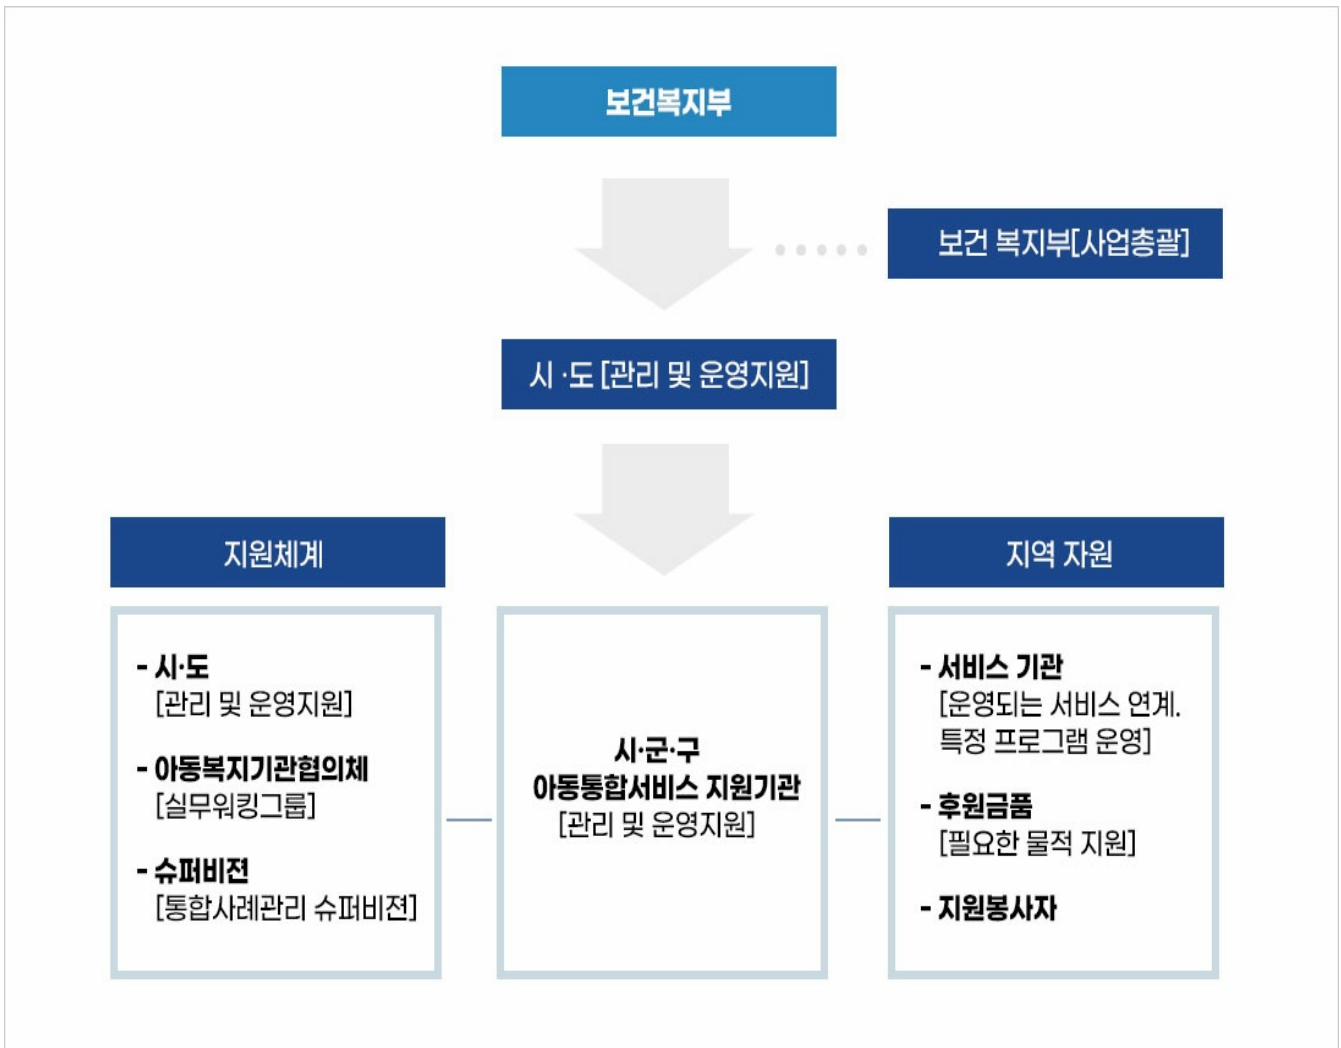 보건복지부
보건 복지부[사업총괄]
시 ·도 [관리 및 운영지원]
지원체계
- 시·도
[관리 및 운영지원]
- 아동복지기관협의체
[실무워킹그룹]
- 슈퍼비젼
[통합사례관리 슈퍼비젼]
시·군·구
아동통합서비스 지원기관
[관리 및 운영지원]
지역 자원
- 서비스 기관
[운영되는 서비스 연계.
특정 프로그램 운영]
- 후원금품
[필요한 물적 지원]
- 지원봉사자